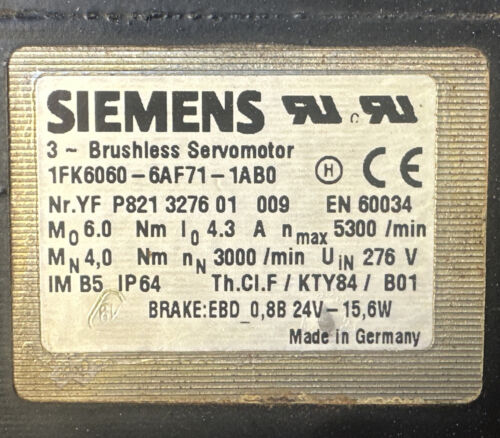 SIEMENS
3 ~ Brushless Servomotor
1FK6060-6AF71-1AB0 H CE
Nr.YF P821 3276 01 009 EN 60034
M0 6.0 Nm I0 4.3 A nmax 5300 /min
MN 4,0 Nm nN 3000 /min UiN 276 V
IM B5 IP64 Th.Cl.F / KTY84 / B01
BRAKE:EBD_0,8B 24V-15,6W
Made in Germany